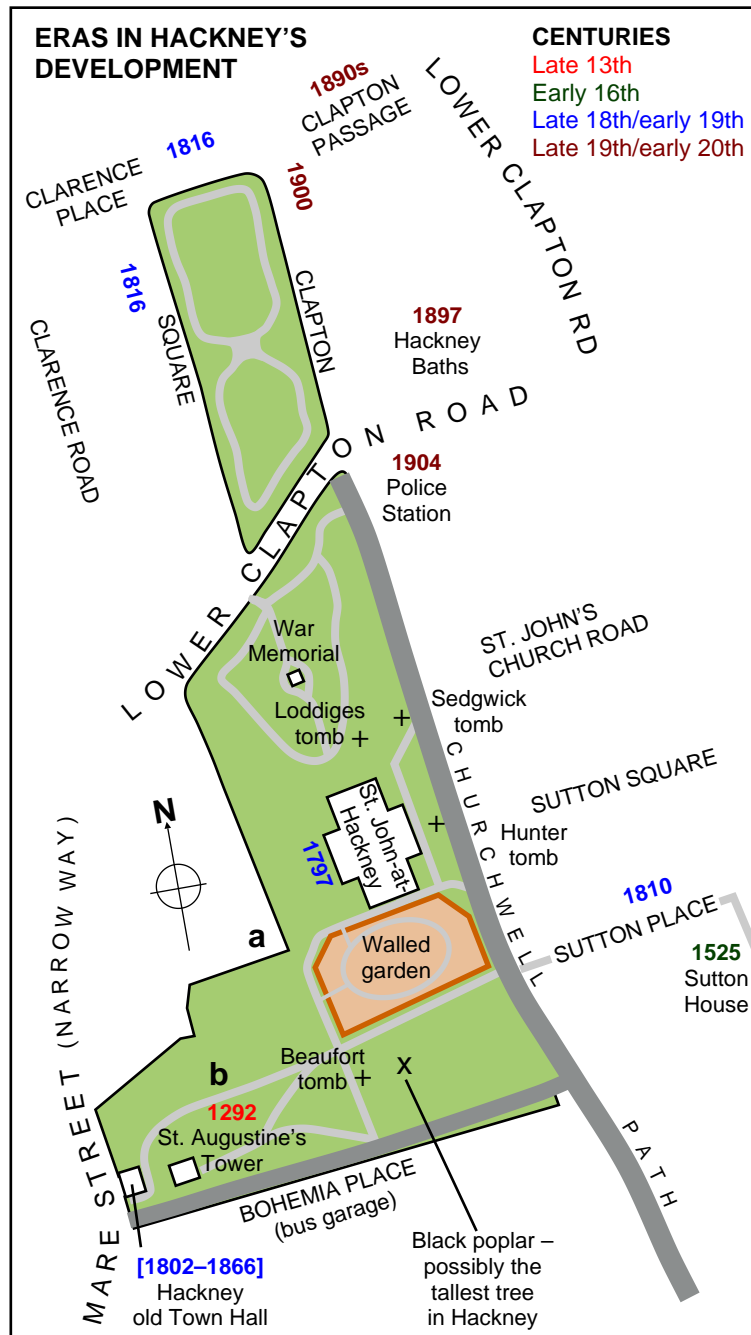 ERAS IN HACKNEY'S
DEVELOPMENT
CENTURIES
Late 13th
Early 16th
Late 18th/early 19th
Late 19th/early 20th
1890s
CLAPTON
PASSAGE
LOWER CLAPTON RD
1816
CLARENCE
PLACE
1900
1816
SQUARE
CLAPTON
CLARENCE ROAD
1897
Hackney
Baths
LOWER CLAPTON ROAD
1904
Police
Station
War
Memorial
ST. JOHN'S
CHURCH ROAD
Loddiges
tomb
Sedgwick
tomb
N
St. John-at-
Hackney
1797
Hunter
tomb
SUTTON SQUARE
CHURCHWELL PATH
a
Walled
garden
1810
SUTTON PLACE
1525
Sutton
House
MARE STREET (NARROW WAY)
b
Beaufort
tomb
x
1292
St. Augustine's
Tower
BOHEMIA PLACE
(bus garage)
[1802–1866]
Hackney
old Town Hall
Black poplar –
possibly the
tallest tree
in Hackney